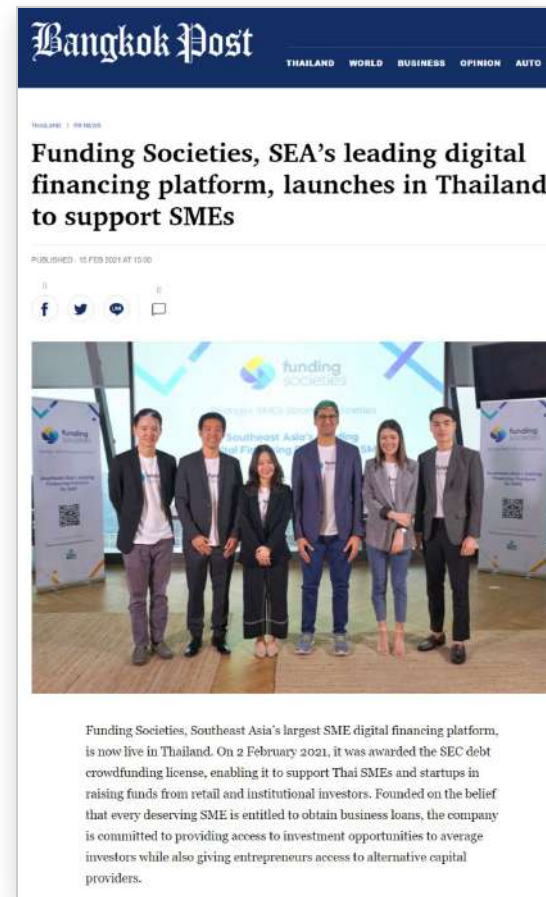 Bangkok Post
THAILAND WORLD BUSINESS OPINION AUTO
THAILAND | PR NEWS
Funding Societies, SEA's leading digital
financing platform, launches in Thailand
to support SMEs
PUBLISHED : 15 FEB 2021 AT 15:00
0 0
funding
societies
Southeast Asia's
funding
societies
funding
societies
Funding Societies, Southeast Asia's largest SME digital financing platform,
is now live in Thailand. On 2 February 2021, it was awarded the SEC debt
crowdfunding license, enabling it to support Thai SMEs and startups in
raising funds from retail and institutional investors. Founded on the belief
that every deserving SME is entitled to obtain business loans, the company
is committed to providing access to investment opportunities to average
investors while also giving entrepreneurs access to alternative capital
providers.